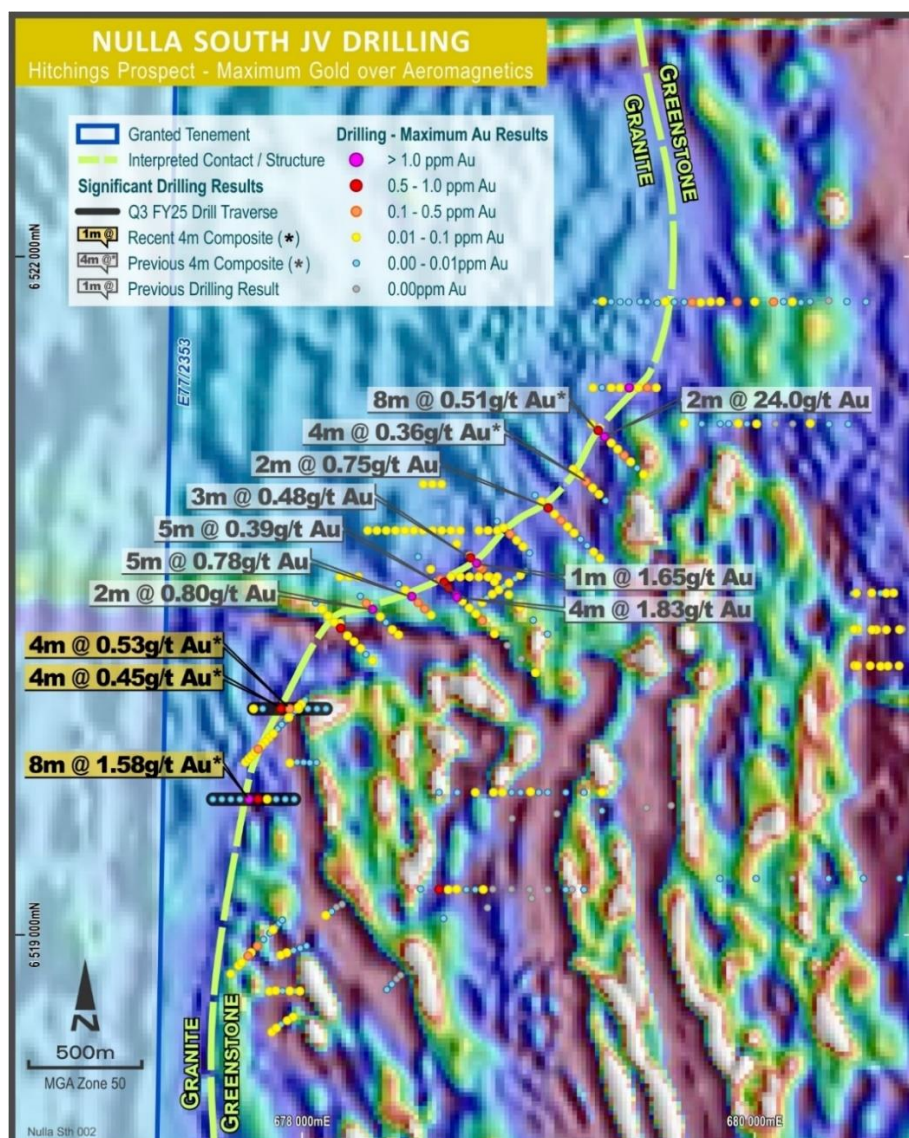 NULLA SOUTH JV DRILLING
Hitchings Prospect - Maximum Gold over Aeromagnetics
Granted Tenement
Interpreted Contact / Structure
Significant Drilling Results
Q3 FY25 Drill Traverse
1m @
Recent 4m Composite (*)
4m @*
Previous 4m Composite (*)
1m @
Previous Drilling Result
Drilling - Maximum Au Results
> 1.0 ppm Au
0.5 - 1.0 ppm Au
0.1 - 0.5 ppm Au
0.01 - 0.1 ppm Au
0.00 - 0.01ppm Au
0.00ppm Au
GREENSTONE
GRANITE
6 522 000mN
E77/2353
8m @ 0.51g/t Au*
2m @ 24.0g/t Au
4m @ 0.36g/t Au*
2m @ 0.75g/t Au
3m @ 0.48g/t Au
5m @ 0.39g/t Au
5m @ 0.78g/t Au
1m @ 1.65g/t Au
2m @ 0.80g/t Au
4m @ 1.83g/t Au
4m @ 0.53g/t Au*
4m @ 0.45g/t Au*
8m @ 1.58g/t Au*
6 519 000mN
N
500m
MGA Zone 50
GRANITE
GREENSTONE
678 000mE
680 000mE
Nulla Sth 002